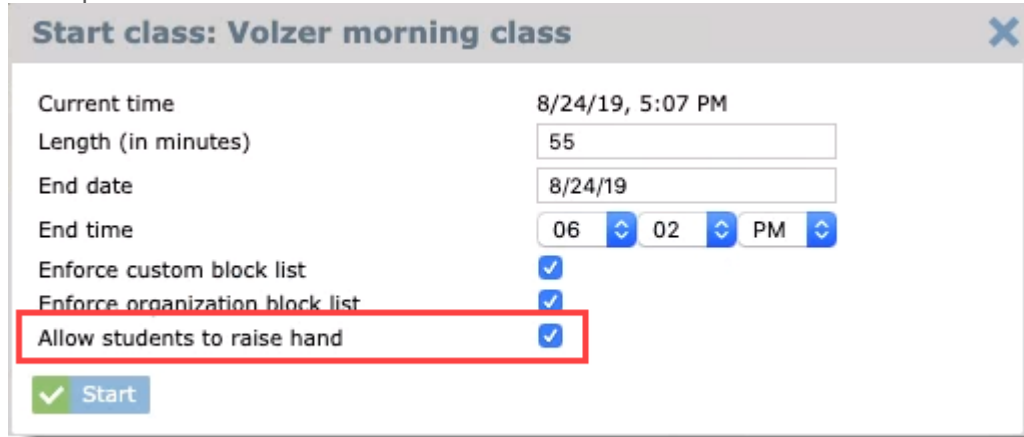 Start class: Volzer morning class
Current time 8/24/19, 5:07 PM
Length (in minutes) 55
End date 8/24/19
End time 06 02 PM
Enforce custom block list
Enforce organization block list
Allow students to raise hand
Start